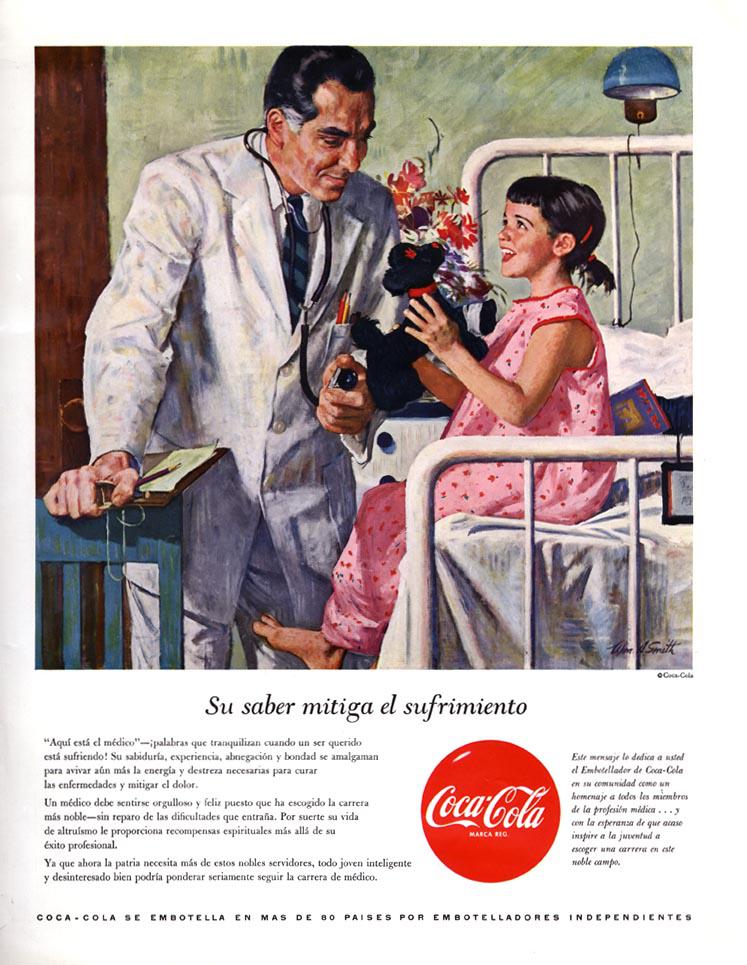 Wm. A Smith
© Coca-Cola
Su saber mitiga el sufrimiento
“Aquí está el médico”—¡palabras que tranquilizan cuando un ser querido
está sufriendo! Su sabiduría, experiencia, abnegación y bondad se amalgaman
para avivar aún más la energía y destreza necesarias para curar
las enfermedades y mitigar el dolor.
Un médico debe sentirse orgulloso y feliz puesto que ha escogido la carrera
más noble—sin reparo de las dificultades que entraña. Por suerte su vida
de altruísmo le proporciona recompensas espirituales más allá de su
éxito profesional.
Ya que ahora la patria necesita más de estos nobles servidores, todo joven inteligente
y desinteresado bien podría ponderar seriamente seguir la carrera de médico.
Coca-Cola
MARCA REG.
Este mensaje lo dedica a usted
el Embotellador de Coca-Cola
en su comunidad como un
homenaje a todos los miembros
de la profesión médica . . . y
con la esperanza de que acaso
inspire a la juventud a
escoger una carrera en este
noble campo.
COCA-COLA SE EMBOTELLA EN MAS DE 80 PAISES POR EMBOTELLADORES INDEPENDIENTES